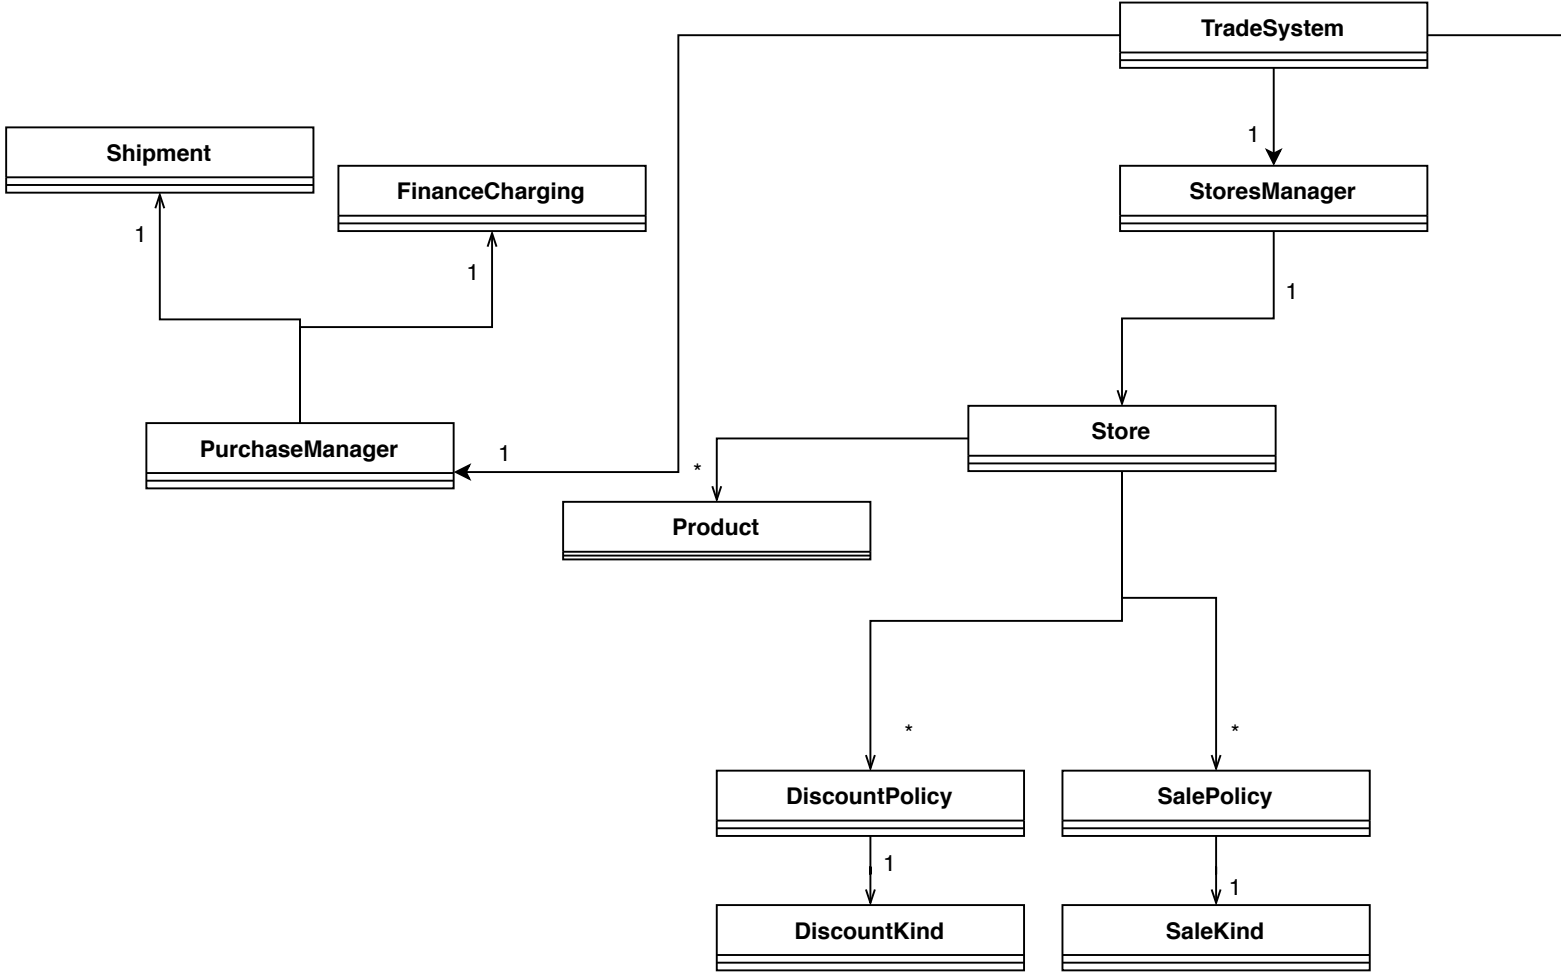 TradeSystem
1
Shipment
FinanceCharging
StoresManager
1
1
1
Store
PurchaseManager
1
*
Product
*
*
DiscountPolicy
SalePolicy
1
1
DiscountKind
SaleKind